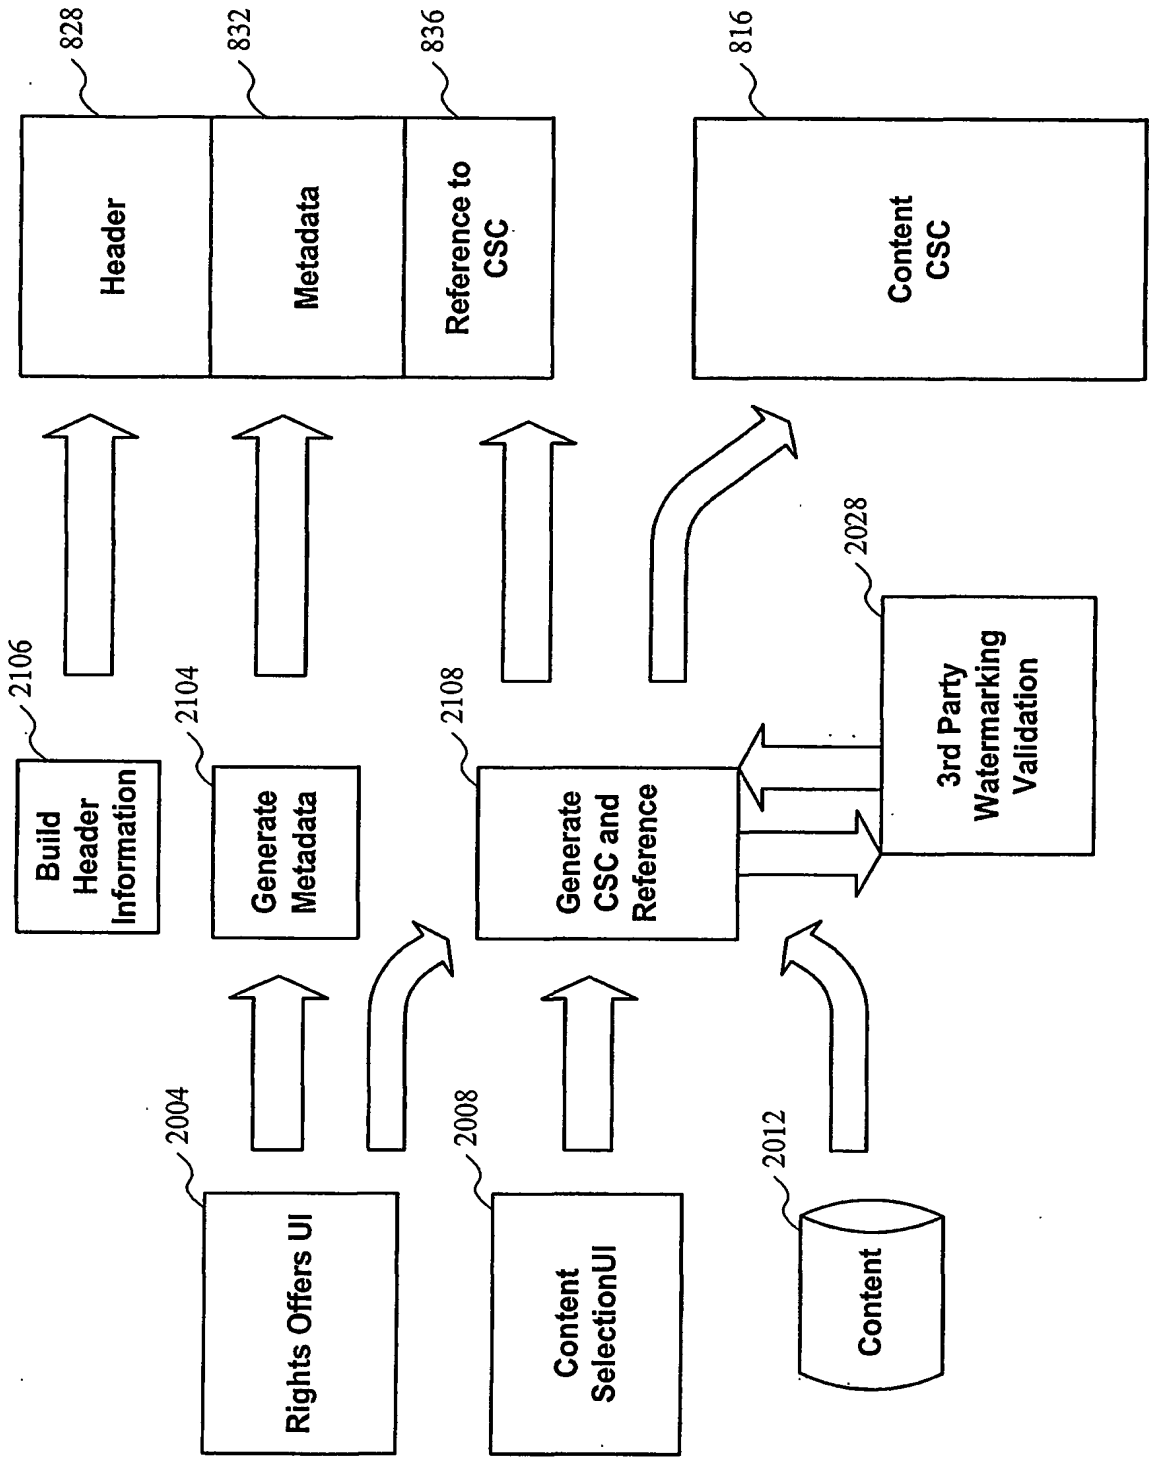 828
Header
832
Metadata
836
Reference to
CSC
816
Content
CSC
2106
Build
Header
Information
2104
Generate
Metadata
2108
Generate
CSC and
Reference
2028
3rd Party
Watermarking
Validation
2004
Rights Offers UI
2008
Content
SelectionUI
2012
Content